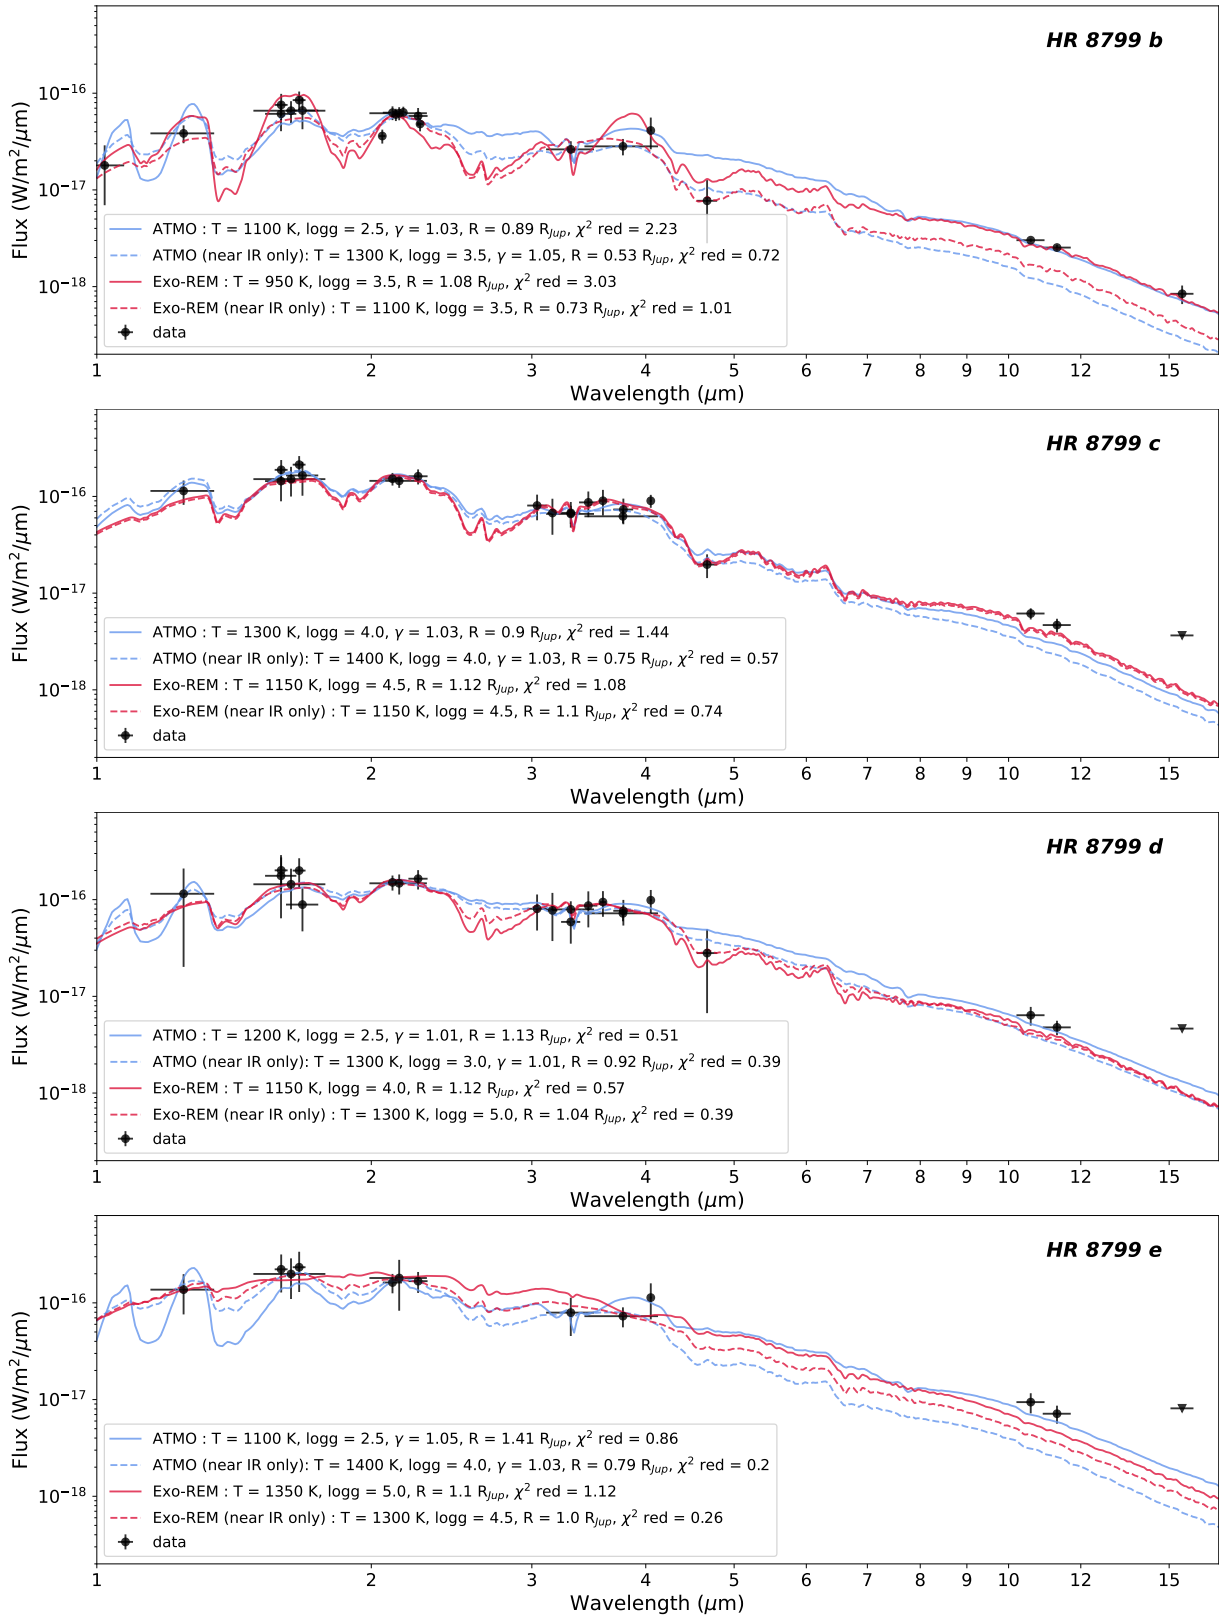 HR 8799 b
Flux (W/m²/μm)
10⁻¹⁶
10⁻¹⁷
10⁻¹⁸
ATMO : T = 1100 K, logg = 2.5, γ = 1.03, R = 0.89 R_Jup, χ² red = 2.23
ATMO (near IR only): T = 1300 K, logg = 3.5, γ = 1.05, R = 0.53 R_Jup, χ² red = 0.72
Exo-REM : T = 950 K, logg = 3.5, R = 1.08 R_Jup, χ² red = 3.03
Exo-REM (near IR only) : T = 1100 K, logg = 3.5, R = 0.73 R_Jup, χ² red = 1.01
data
1 2 3 4 5 6 7 8 9 10 12 15
Wavelength (μm)
HR 8799 c
Flux (W/m²/μm)
10⁻¹⁶
10⁻¹⁷
10⁻¹⁸
ATMO : T = 1300 K, logg = 4.0, γ = 1.03, R = 0.9 R_Jup, χ² red = 1.44
ATMO (near IR only): T = 1400 K, logg = 4.0, γ = 1.03, R = 0.75 R_Jup, χ² red = 0.57
Exo-REM : T = 1150 K, logg = 4.5, R = 1.12 R_Jup, χ² red = 1.08
Exo-REM (near IR only) : T = 1150 K, logg = 4.5, R = 1.1 R_Jup, χ² red = 0.74
data
1 2 3 4 5 6 7 8 9 10 12 15
Wavelength (μm)
HR 8799 d
Flux (W/m²/μm)
10⁻¹⁶
10⁻¹⁷
10⁻¹⁸
ATMO : T = 1200 K, logg = 2.5, γ = 1.01, R = 1.13 R_Jup, χ² red = 0.51
ATMO (near IR only): T = 1300 K, logg = 3.0, γ = 1.01, R = 0.92 R_Jup, χ² red = 0.39
Exo-REM : T = 1150 K, logg = 4.0, R = 1.12 R_Jup, χ² red = 0.57
Exo-REM (near IR only) : T = 1300 K, logg = 5.0, R = 1.04 R_Jup, χ² red = 0.39
data
1 2 3 4 5 6 7 8 9 10 12 15
Wavelength (μm)
HR 8799 e
Flux (W/m²/μm)
10⁻¹⁶
10⁻¹⁷
10⁻¹⁸
ATMO : T = 1100 K, logg = 2.5, γ = 1.05, R = 1.41 R_Jup, χ² red = 0.86
ATMO (near IR only): T = 1400 K, logg = 4.0, γ = 1.03, R = 0.79 R_Jup, χ² red = 0.2
Exo-REM : T = 1350 K, logg = 5.0, R = 1.1 R_Jup, χ² red = 1.12
Exo-REM (near IR only) : T = 1300 K, logg = 4.5, R = 1.0 R_Jup, χ² red = 0.26
data
1 2 3 4 5 6 7 8 9 10 12 15
Wavelength (μm)